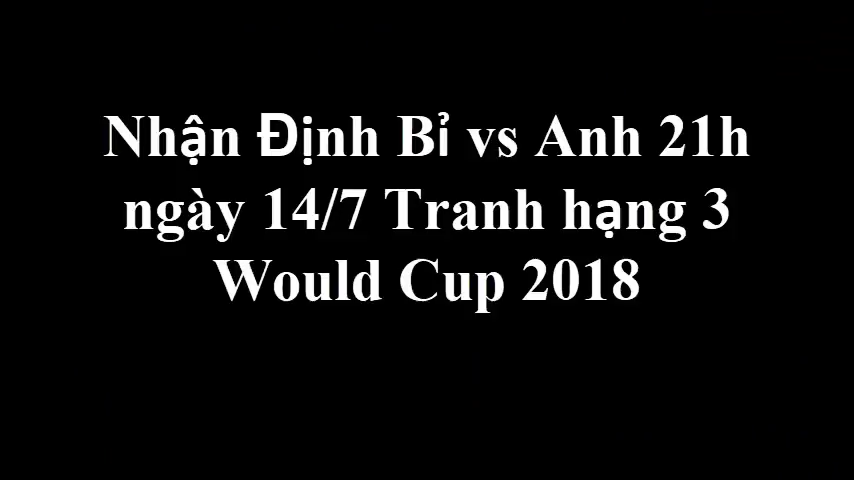 Nhận Định Bỉ vs Anh 21h
ngày 14/7 Tranh hạng 3
Would Cup 2018